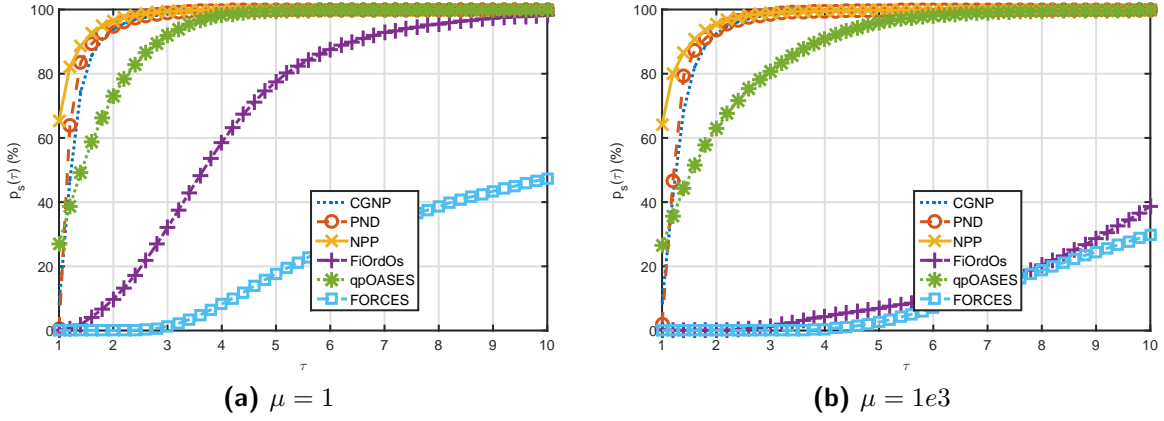 100
80
60
40
20
0
p_s(τ) (%)
1
2
3
4
5
6
7
8
9
10
τ
CGNP
PND
NPP
FiOrdOs
qpOASES
FORCES
(a) μ = 1
100
80
60
40
20
0
p_s(τ) (%)
1
2
3
4
5
6
7
8
9
10
τ
CGNP
PND
NPP
FiOrdOs
qpOASES
FORCES
(b) μ = 1e3